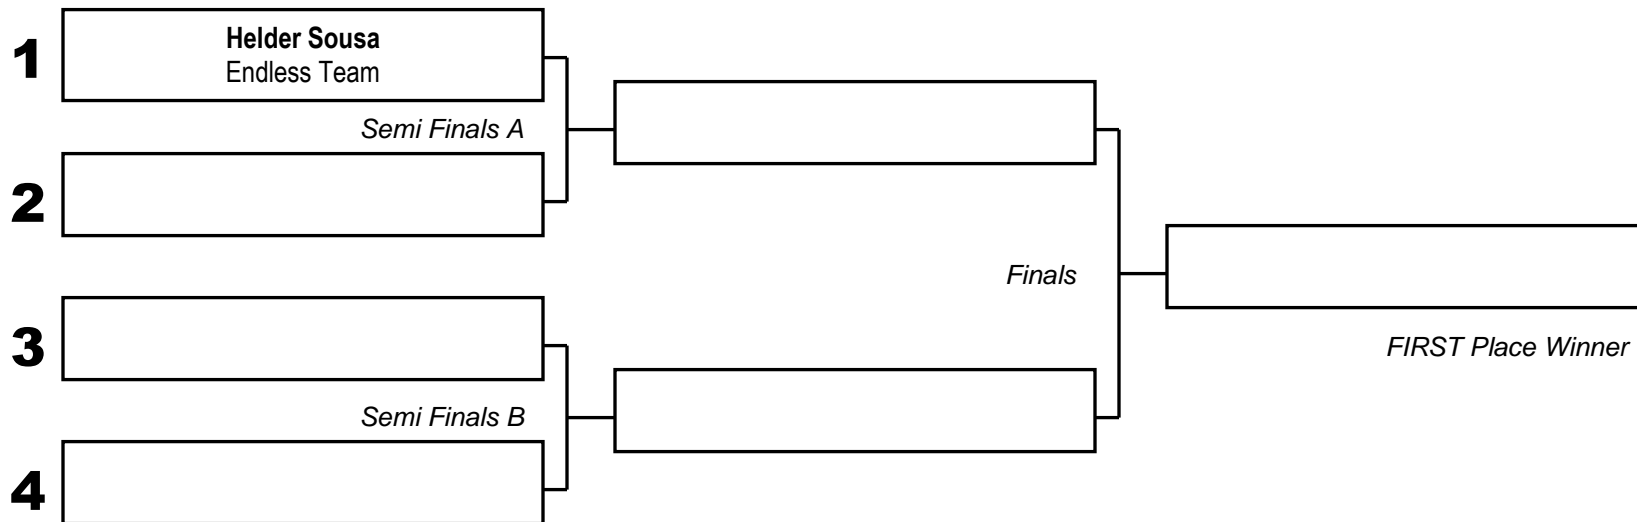 1
Helder Sousa
Endless Team
Semi Finals A
2
Finals
3
FIRST Place Winner
Semi Finals B
4